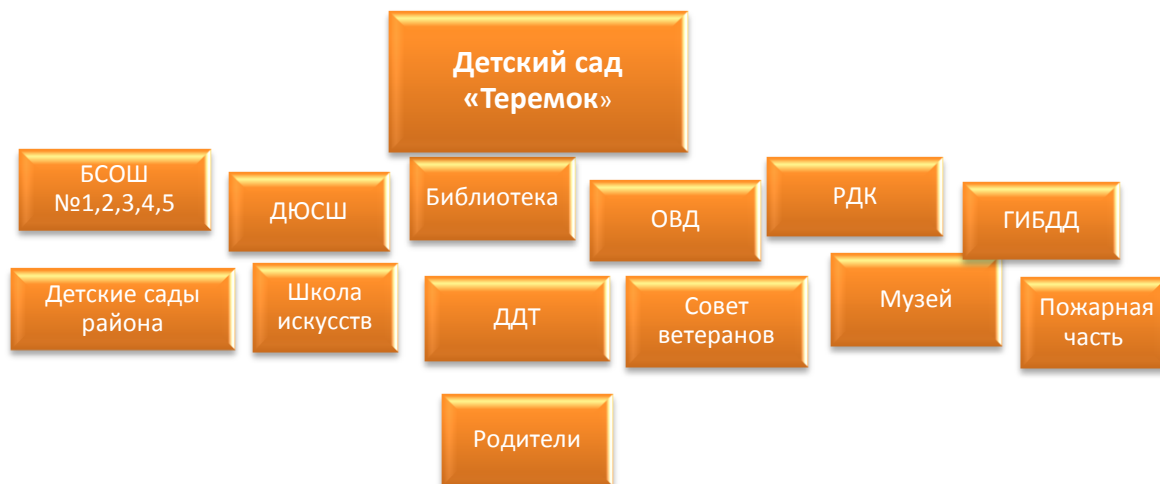 Детский сад
«Теремок»
БСОШ
№1,2,3,4,5
ДЮСШ
Библиотека
ОВД
РДК
ГИБДД
Детские сады
района
Школа
искусств
ДДТ
Совет
ветеранов
Музей
Пожарная
часть
Родители